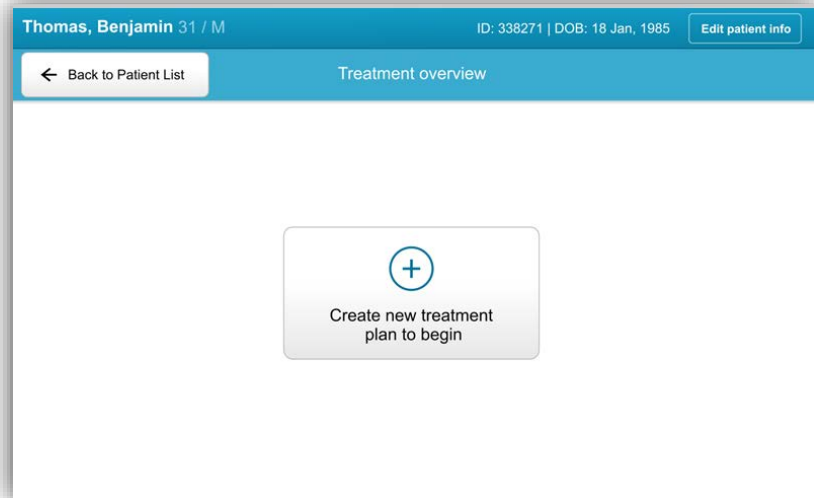 Thomas, Benjamin 31 / M ID: 338271 | DOB: 18 Jan, 1985 Edit patient info
← Back to Patient List Treatment overview
Create new treatment
plan to begin